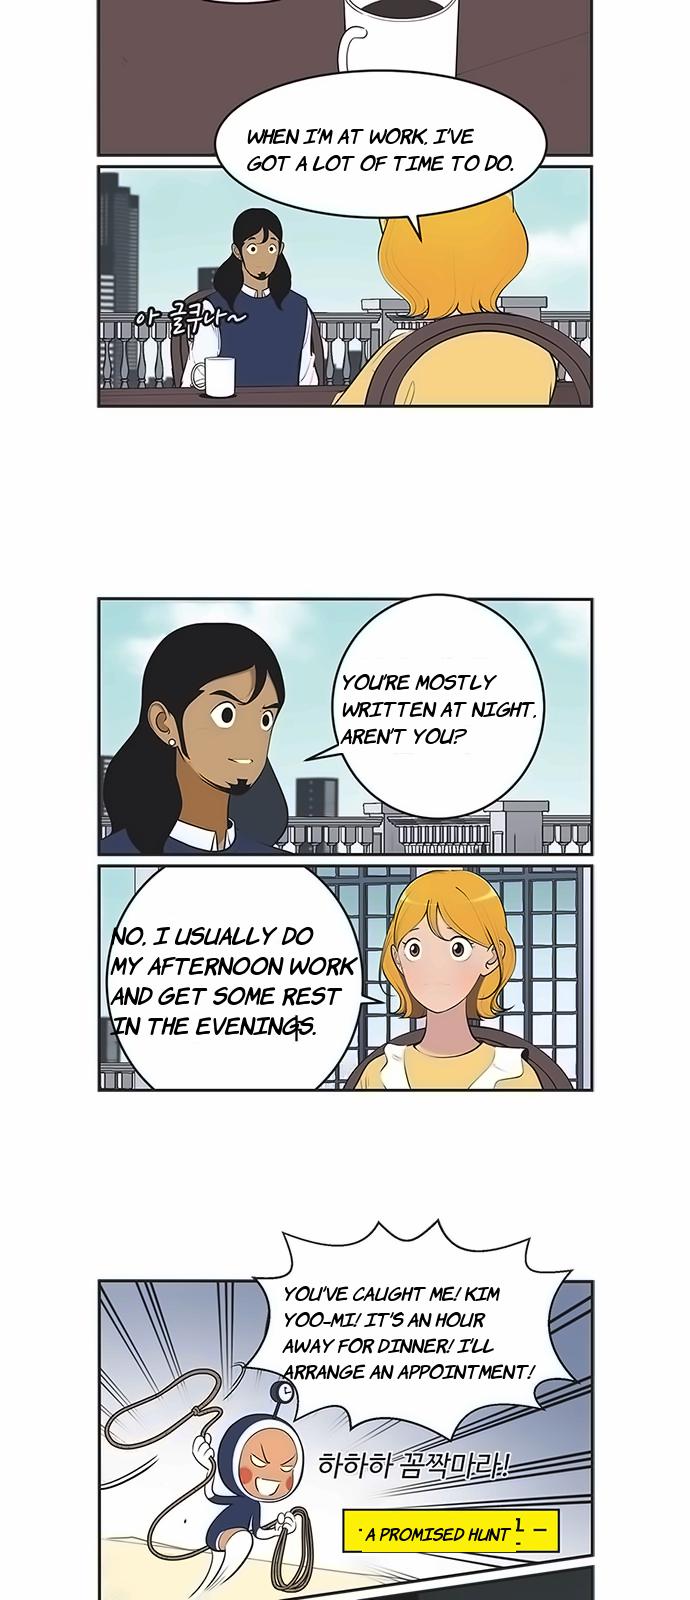 WHEN I'M AT WORK, I'VE
GOT A LOT OF TIME TO DO.
아 글쿠나~
YOU'RE MOSTLY
WRITTEN AT NIGHT,
AREN'T YOU?
NO, I USUALLY DO
MY AFTERNOON WORK
AND GET SOME REST
IN THE EVENINGS.
YOU'VE CAUGHT ME! KIM
YOO-MI! IT'S AN HOUR
AWAY FOR DINNER! I'LL
ARRANGE AN APPOINTMENT!
하하하 꼼짝마라!
A PROMISED HUNT